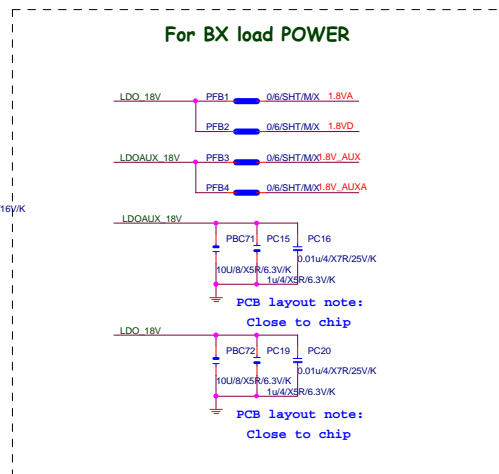 For BX load POWER
LDO_18V PFB1 0/6/SHT/M/X 1.8VA
PFB2 0/6/SHT/M/X 1.8VD
LDOAUX_18V PFB3 0/6/SHT/M/X 1.8V_AUX
PFB4 0/6/SHT/M/X 1.8V_AUXA
16V/K
LDOAUX_18V
PBC71 PC15 PC16
0.01u/4/X7R/25V/K
10U/8/X5R/6.3V/K
1u/4/X5R/6.3V/K
PCB layout note:
Close to chip
LDO_18V
PBC72 PC19 PC20
0.01u/4/X7R/25V/K
10U/8/X5R/6.3V/K
1u/4/X5R/6.3V/K
PCB layout note:
Close to chip